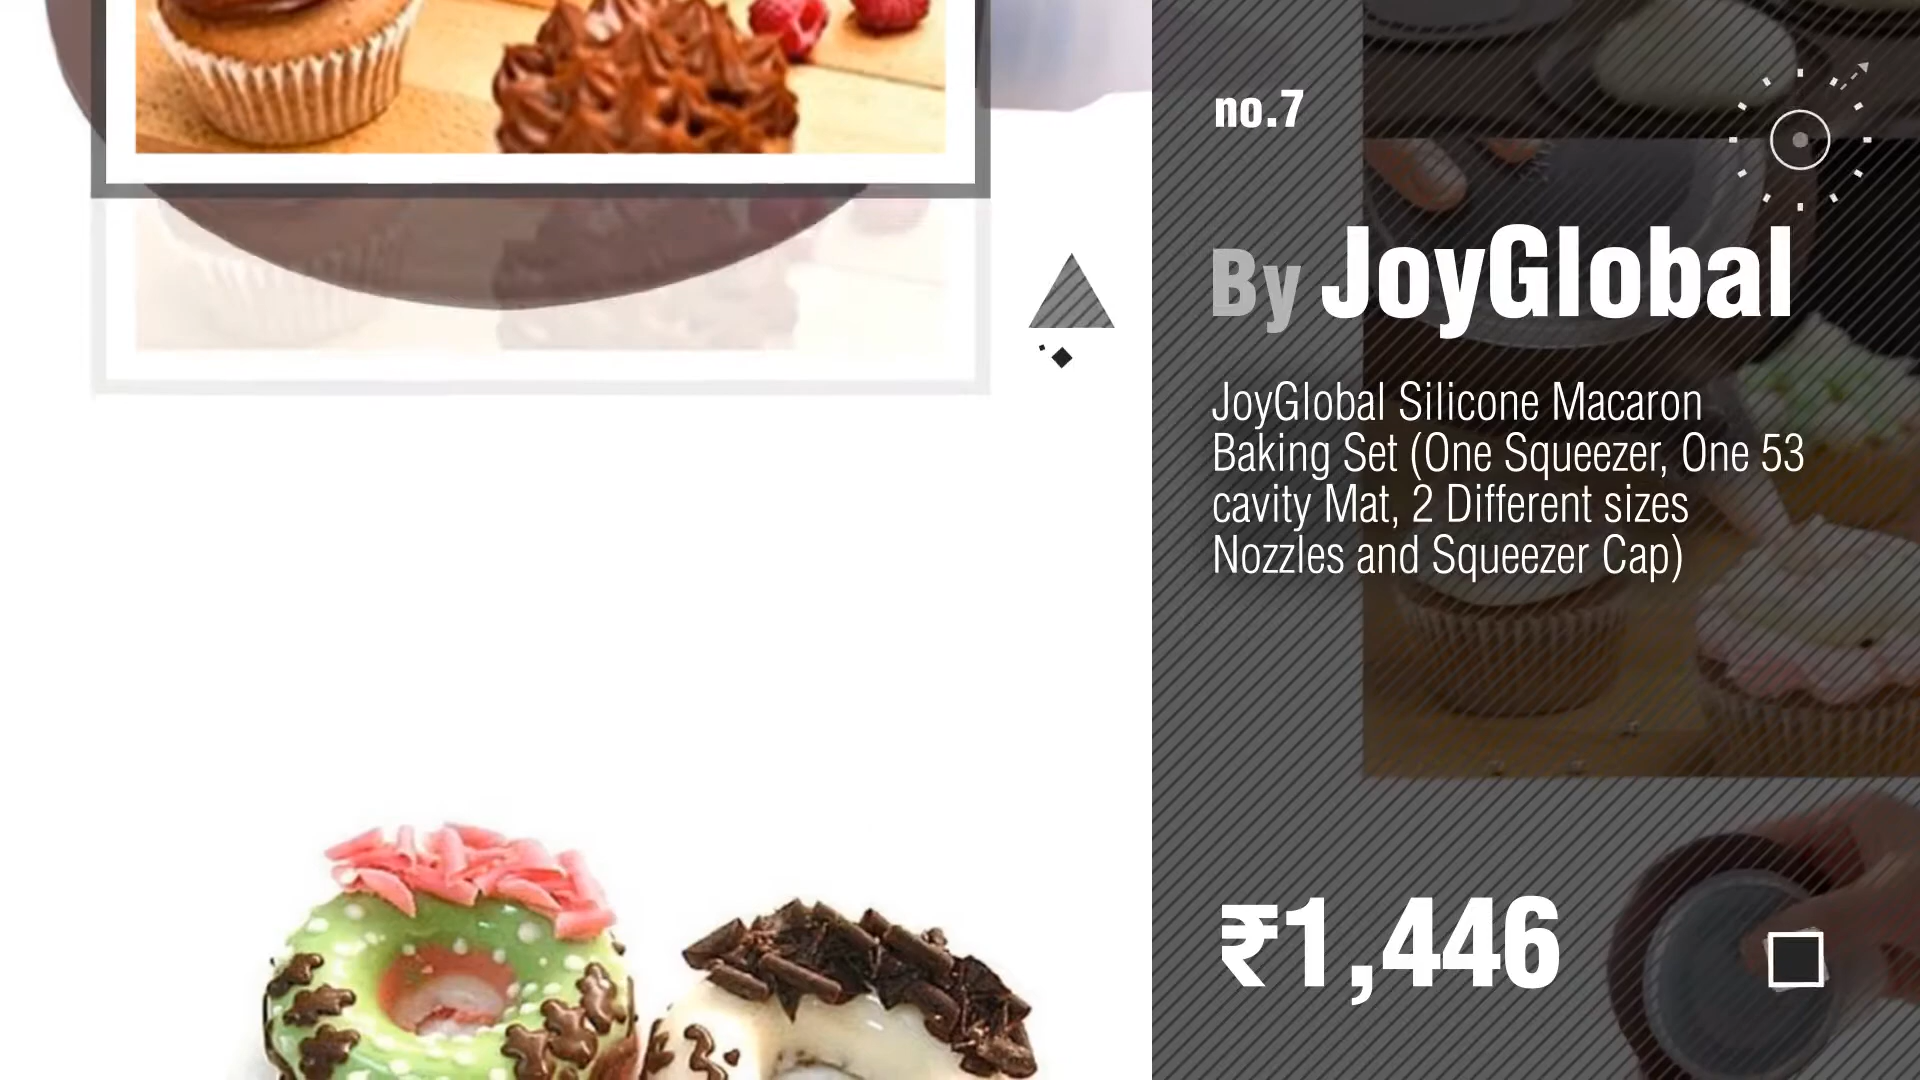 no.7
By JoyGlobal
JoyGlobal Silicone Macaron
Baking Set (One Squeezer, One 53
cavity Mat, 2 Different sizes
Nozzles and Squeezer Cap)
₹1,446